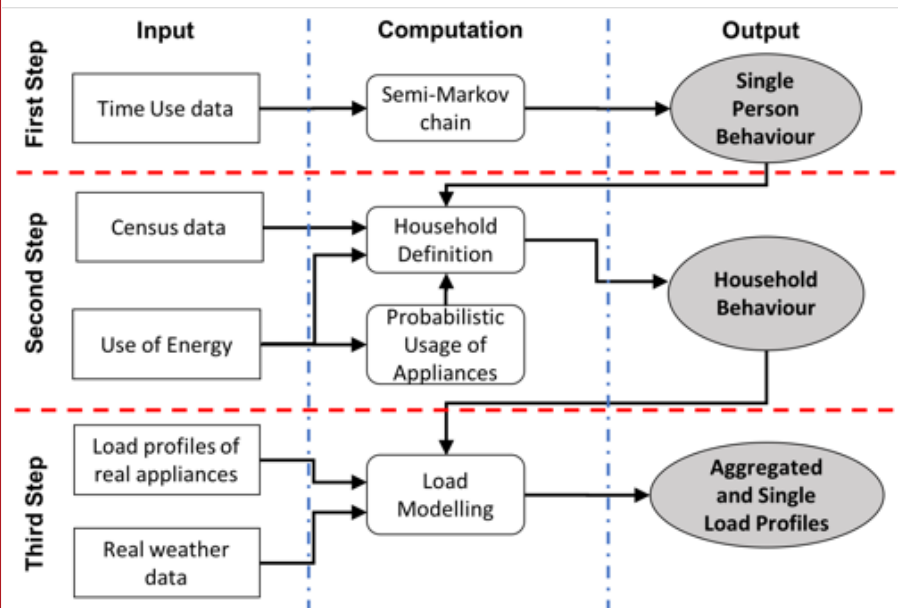 Input
Computation
Output
First Step
Time Use data
Semi-Markov
chain
Single
Person
Behaviour
Second Step
Census data
Household
Definition
Household
Behaviour
Use of Energy
Probabilistic
Usage of
Appliances
Third Step
Load profiles of
real appliances
Load
Modelling
Aggregated
and Single
Load Profiles
Real weather
data